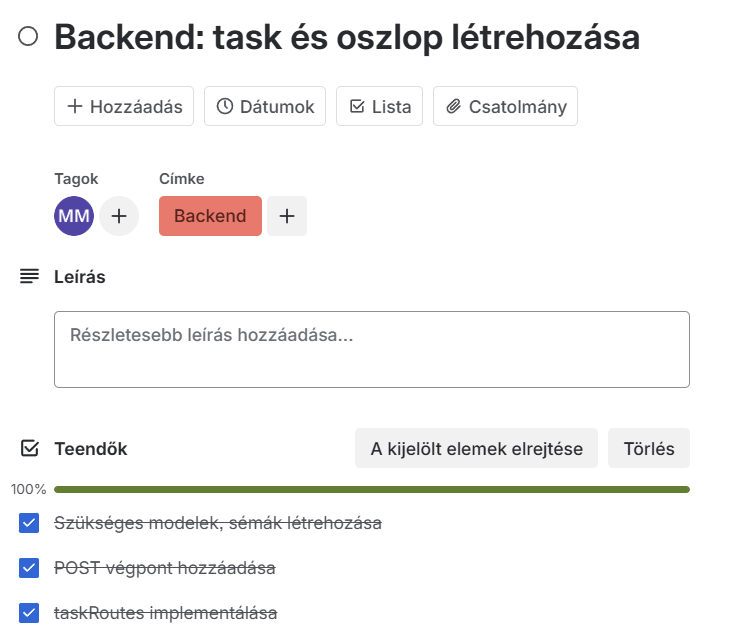 Backend: task és oszlop létrehozása
Hozzáadás Dátumok Lista Csatolmány
Tagok Címke
MM Backend
Leírás
Részletesebb leírás hozzáadása...
Teendők A kijelölt elemek elrejtése Törlés
100%
Szükséges modelek, sémák létrehozása
POST végpont hozzáadása
taskRoutes implementálása